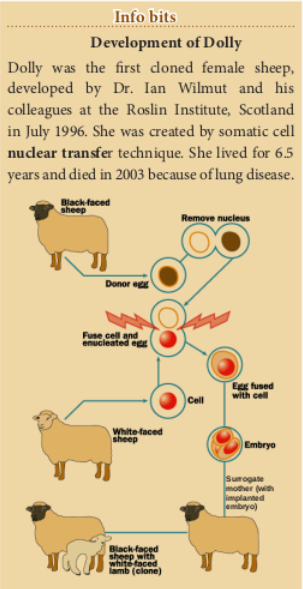 Info bits
Development of Dolly
Dolly was the first cloned female sheep,
developed by Dr. Ian Wilmut and his
colleagues at the Roslin Institute, Scotland
in July 1996. She was created by somatic cell
nuclear transfer technique. She lived for 6.5
years and died in 2003 because of lung disease.
Black-faced
sheep
Remove nucleus
Donor egg
Fuse cell and
enucleated egg
Egg fused
with cell
Cell
White-faced
sheep
Embryo
Surrogate
mother (with
implanted
embryo)
Black-faced
sheep with
white-faced
lamb (clone)